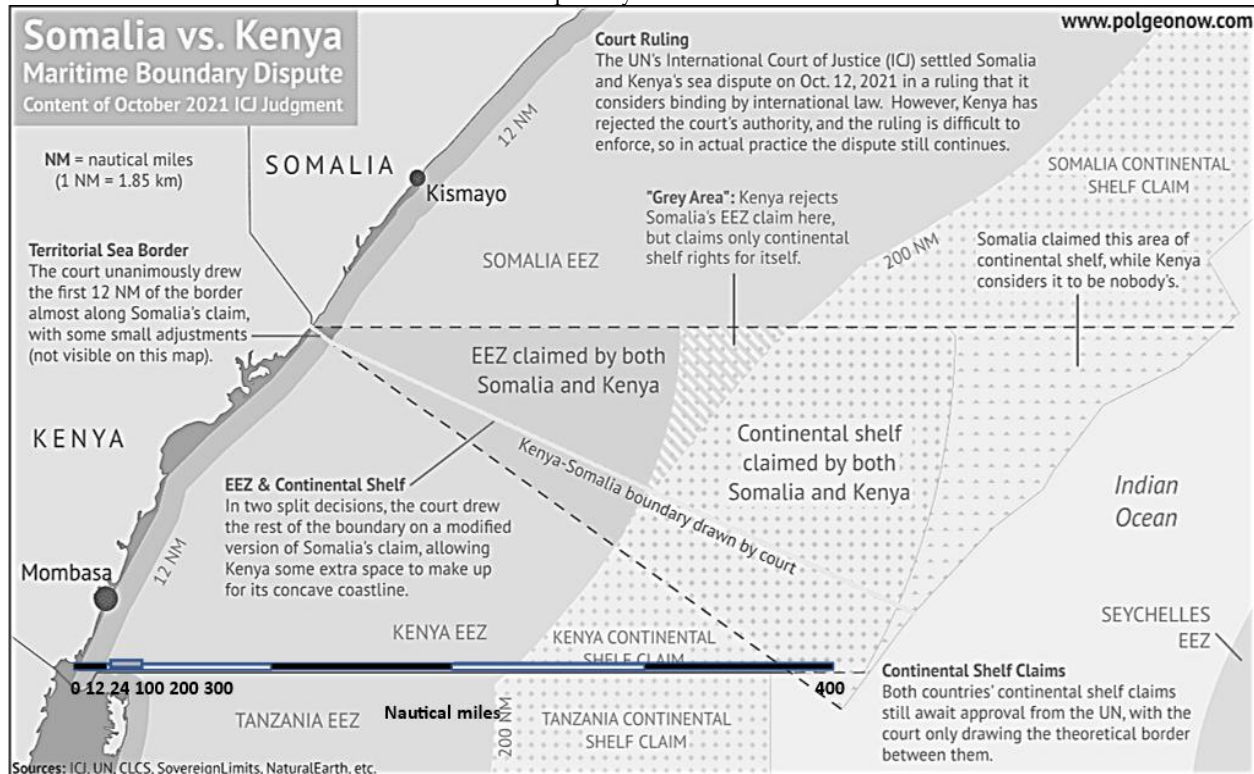 www.polgeonow.com
Somalia vs. Kenya
Maritime Boundary Dispute
Content of October 2021 ICJ Judgment
NM = nautical miles
(1 NM = 1.85 km)
Court Ruling
The UN's International Court of Justice (ICJ) settled Somalia
and Kenya's sea dispute on Oct. 12, 2021 in a ruling that it
considers binding by international law. However, Kenya has
rejected the court's authority, and the ruling is difficult to
enforce, so in actual practice the dispute still continues.
12 NM
SOMALIA
Kismayo
SOMALIA CONTINENTAL
SHELF CLAIM
"Grey Area": Kenya rejects
Somalia's EEZ claim here,
but claims only continental
shelf rights for itself.
Territorial Sea Border
The court unanimously drew
the first 12 NM of the border
almost along Somalia's claim,
with some small adjustments
(not visible on this map).
SOMALIA EEZ
200 NM
Somalia claimed this area of
continental shelf, while Kenya
considers it to be nobody's.
EEZ claimed by both
Somalia and Kenya
KENYA
Continental shelf
claimed by both
Somalia and Kenya
Kenya-Somalia boundary drawn by court
EEZ & Continental Shelf
In two split decisions, the court drew
the rest of the boundary on a modified
version of Somalia's claim, allowing
Kenya some extra space to make up
for its concave coastline.
Indian
Ocean
12 NM
Mombasa
KENYA EEZ
KENYA CONTINENTAL
SHELF CLAIM
SEYCHELLES
EEZ
0 12 24 100 200 300
400
Nautical miles
TANZANIA EEZ
200 NM
TANZANIA CONTINENTAL
SHELF CLAIM
Continental Shelf Claims
Both countries' continental shelf claims
still await approval from the UN, with the
court only drawing the theoretical border
between them.
Sources: ICJ, UN, CLCS, SovereignLimits, NaturalEarth, etc.